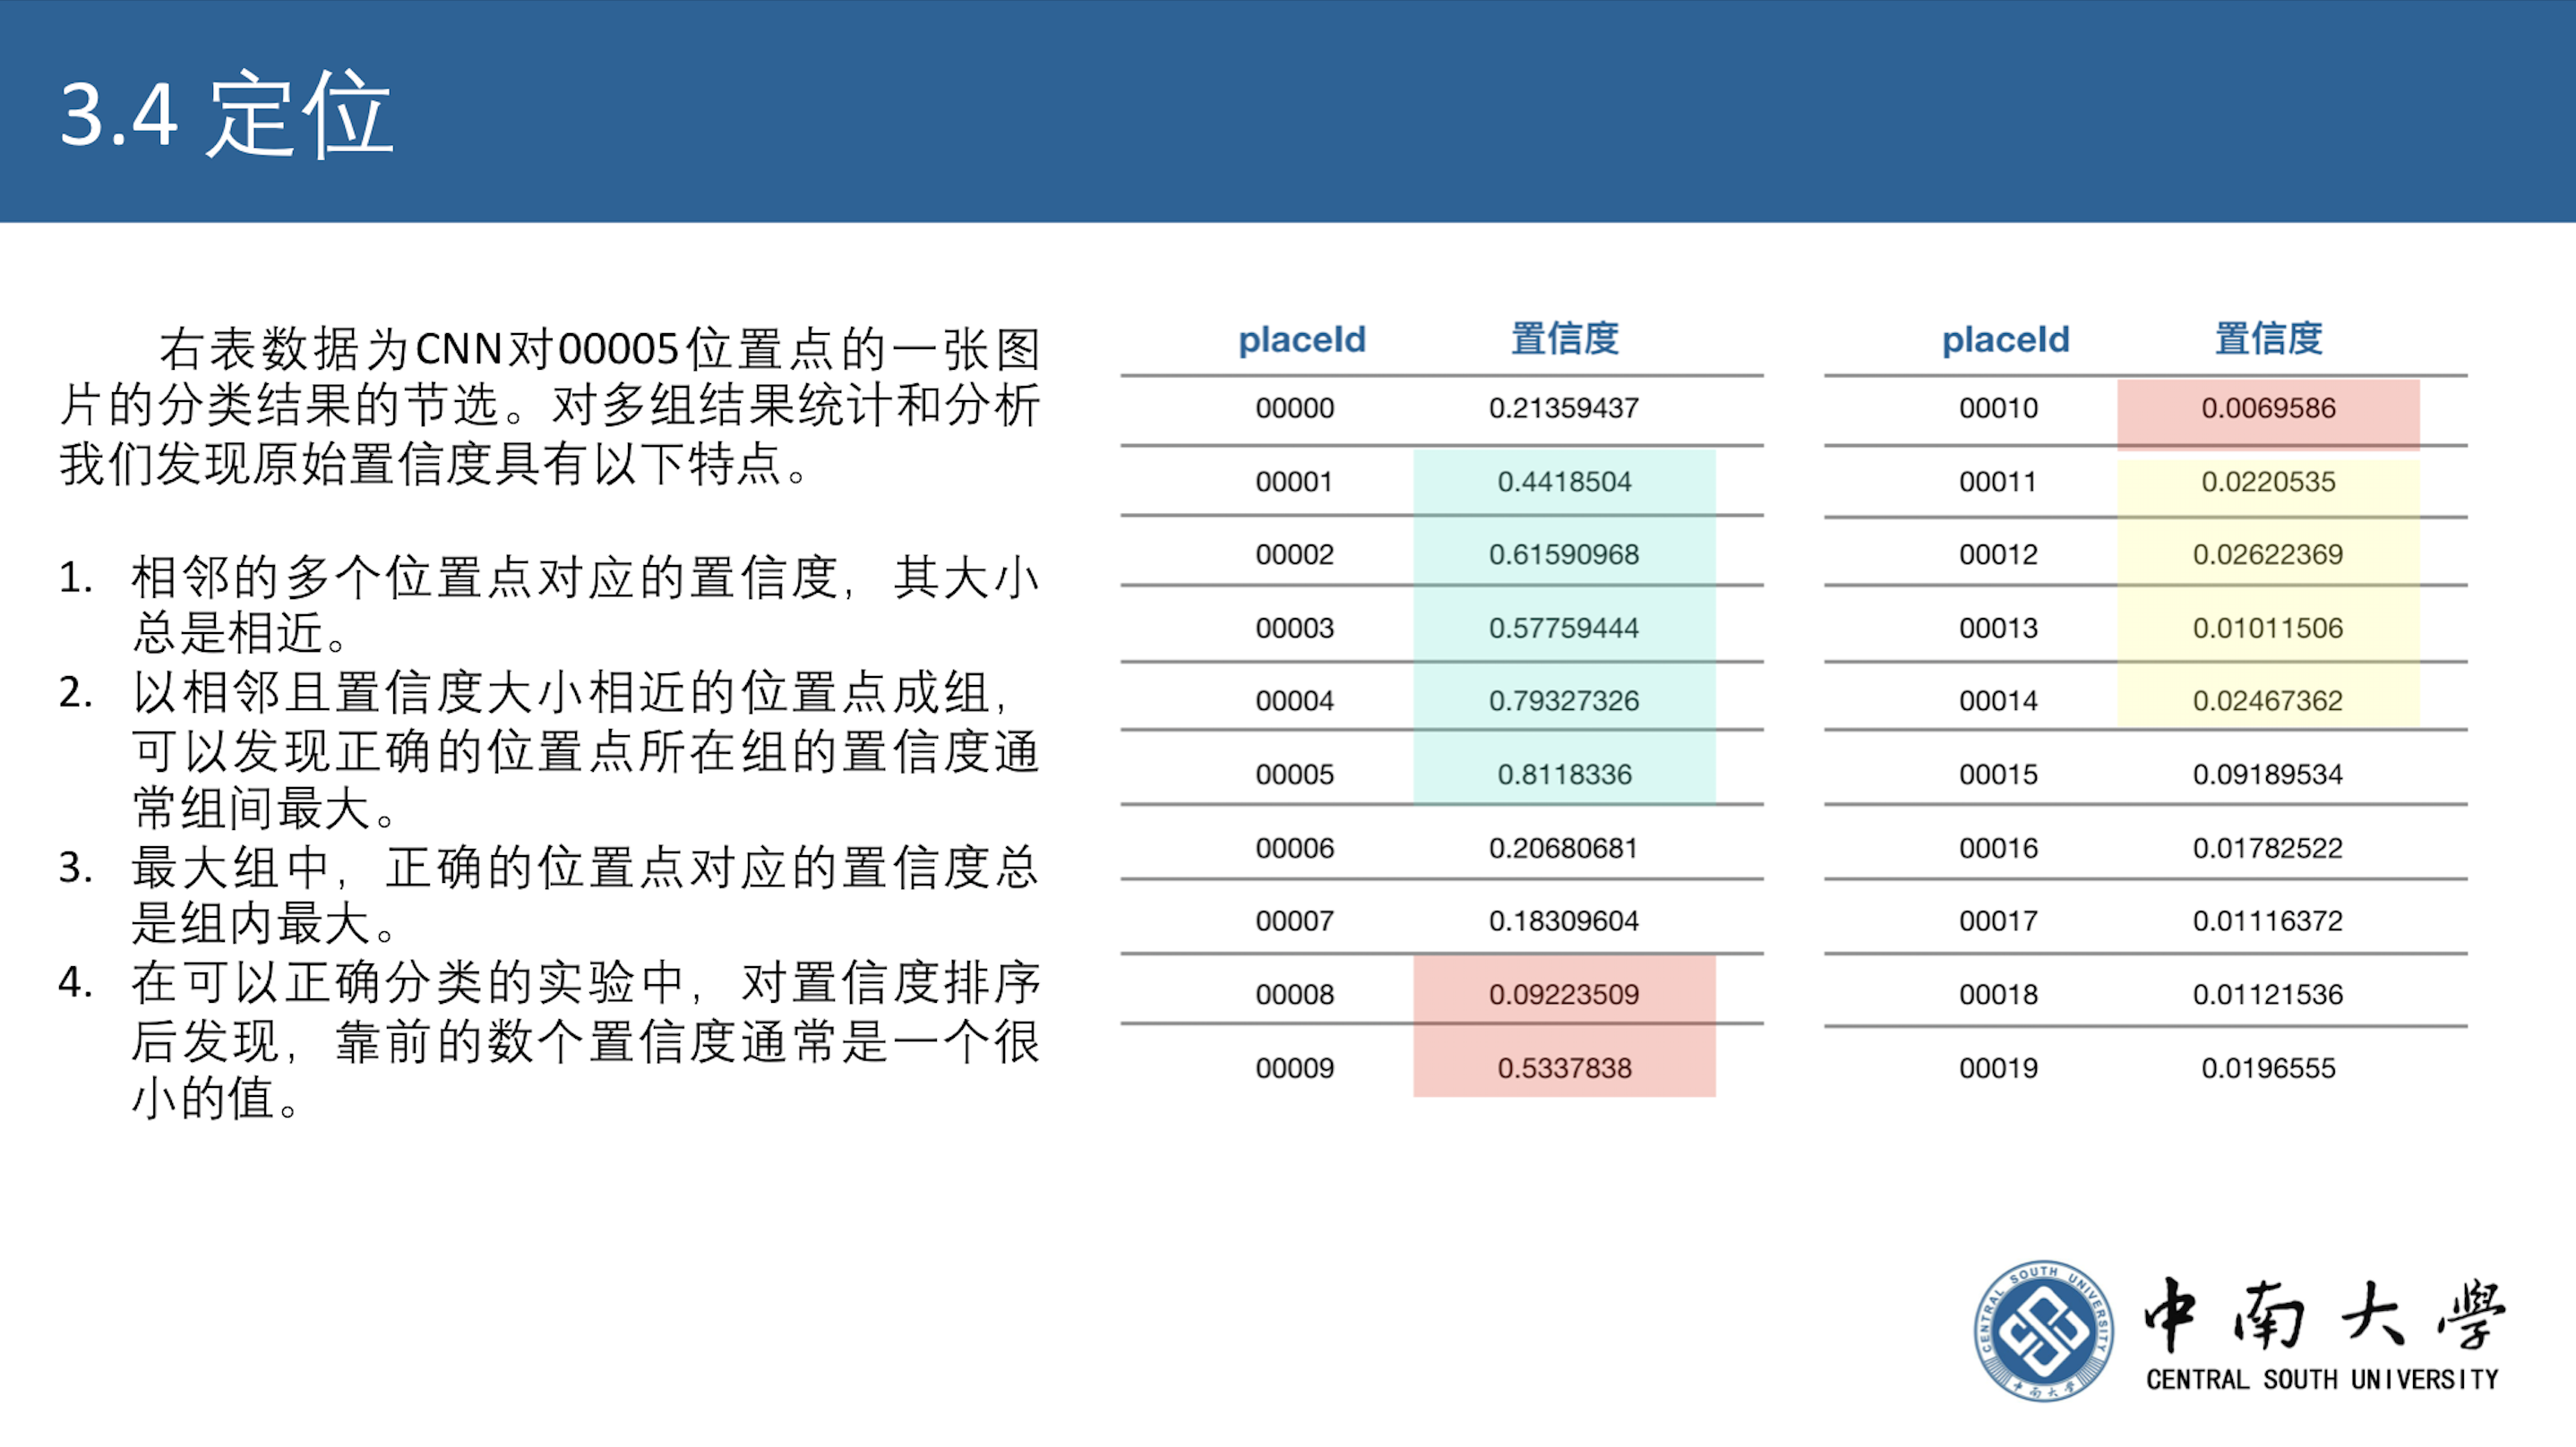 3.4 定位
右表数据为CNN对00005位置点的一张图
片的分类结果的节选。对多组结果统计和分析
我们发现原始置信度具有以下特点。
1. 相邻的多个位置点对应的置信度，其大小
总是相近。
2. 以相邻且置信度大小相近的位置点成组，
可以发现正确的位置点所在组的置信度通
常组间最大。
3. 最大组中，正确的位置点对应的置信度总
是组内最大。
4. 在可以正确分类的实验中，对置信度排序
后发现，靠前的数个置信度通常是一个很
小的值。
placeId 置信度
00000 0.21359437
00001 0.4418504
00002 0.61590968
00003 0.57759444
00004 0.79327326
00005 0.8118336
00006 0.20680681
00007 0.18309604
00008 0.09223509
00009 0.5337838
placeId 置信度
00010 0.0069586
00011 0.0220535
00012 0.02622369
00013 0.01011506
00014 0.02467362
00015 0.09189534
00016 0.01782522
00017 0.01116372
00018 0.01121536
00019 0.0196555
CENTRAL SOUTH UNIVERSITY
中南大学
中南大學
CENTRAL SOUTH UNIVERSITY